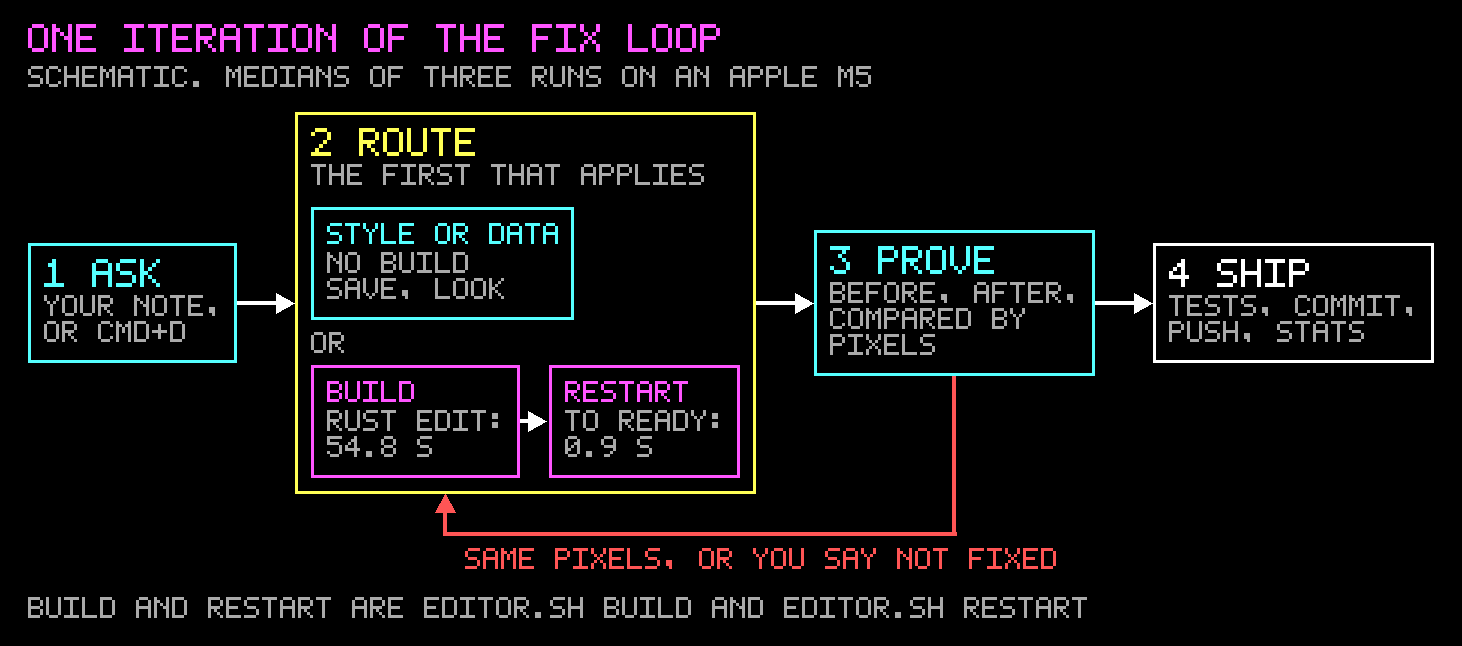 ONE ITERATION OF THE FIX LOOP
SCHEMATIC. MEDIANS OF THREE RUNS ON AN APPLE M5
1 ASK
YOUR NOTE,
OR CMD+D
2 ROUTE
THE FIRST THAT APPLIES
STYLE OR DATA
NO BUILD
SAVE, LOOK
OR
BUILD
RUST EDIT:
54.8 S
RESTART
TO READY:
0.9 S
3 PROVE
BEFORE, AFTER,
COMPARED BY
PIXELS
4 SHIP
TESTS, COMMIT,
PUSH, STATS
SAME PIXELS, OR YOU SAY NOT FIXED
BUILD AND RESTART ARE EDITOR.SH BUILD AND EDITOR.SH RESTART